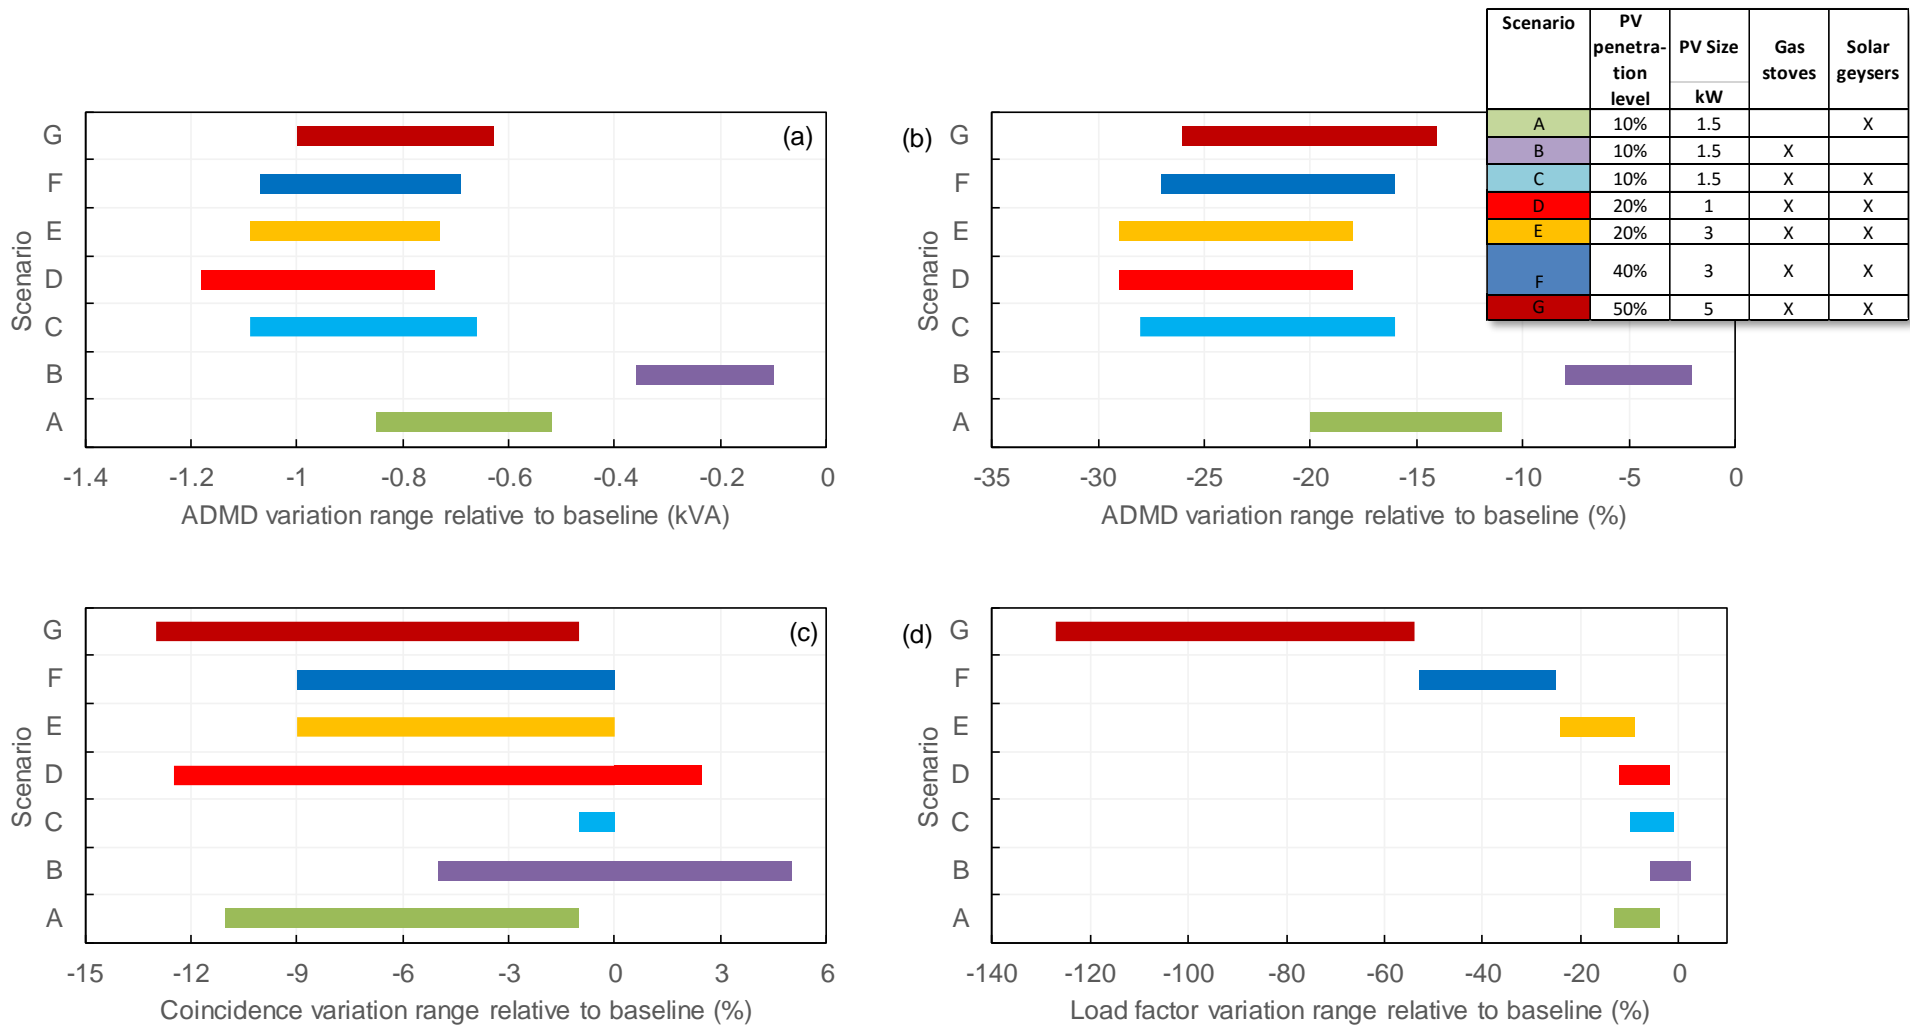 Scenario PV penetra- tion level PV Size kW Gas stoves Solar geysers
A 10% 1.5 X
B 10% 1.5 X
C 10% 1.5 X X
D 20% 1 X X
E 20% 3 X X
F 40% 3 X X
G 50% 5 X X
(a)
Scenario
G
F
E
D
C
B
A
-1.4 -1.2 -1 -0.8 -0.6 -0.4 -0.2 0
ADMD variation range relative to baseline (kVA)
(b)
Scenario
G
F
E
D
C
B
A
-35 -30 -25 -20 -15 -10 -5 0
ADMD variation range relative to baseline (%)
(c)
Scenario
G
F
E
D
C
B
A
-15 -12 -9 -6 -3 0 3 6
Coincidence variation range relative to baseline (%)
(d)
Scenario
G
F
E
D
C
B
A
-140 -120 -100 -80 -60 -40 -20 0
Load factor variation range relative to baseline (%)